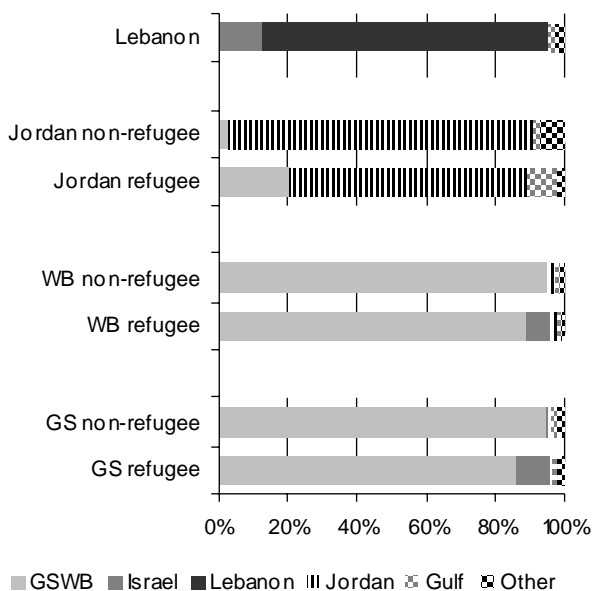 Lebanon
Jordan non-refugee
Jordan refugee
WB non-refugee
WB refugee
GS non-refugee
GS refugee
0% 20% 40% 60% 80% 100%
GSWB Israel Lebanon Jordan Gulf Other